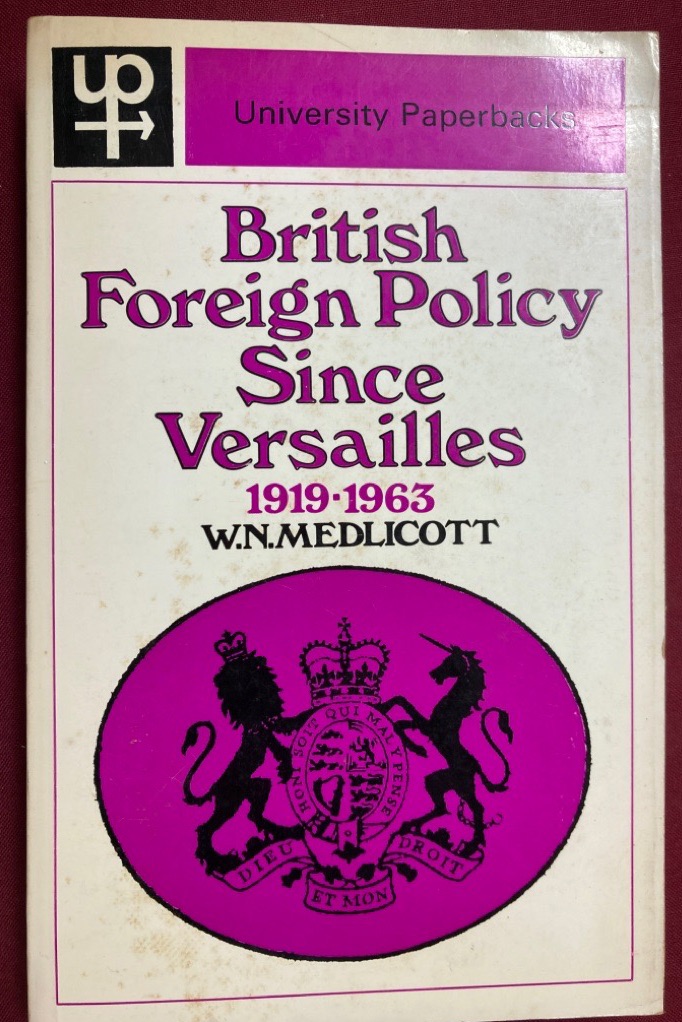 up
University Paperbacks
British
Foreign Policy
Since
Versailles
1919·1963
W.N.MEDLICOTT
HONI SOIT QUI MAL Y PENSE
DIEU
ET MON
DROIT